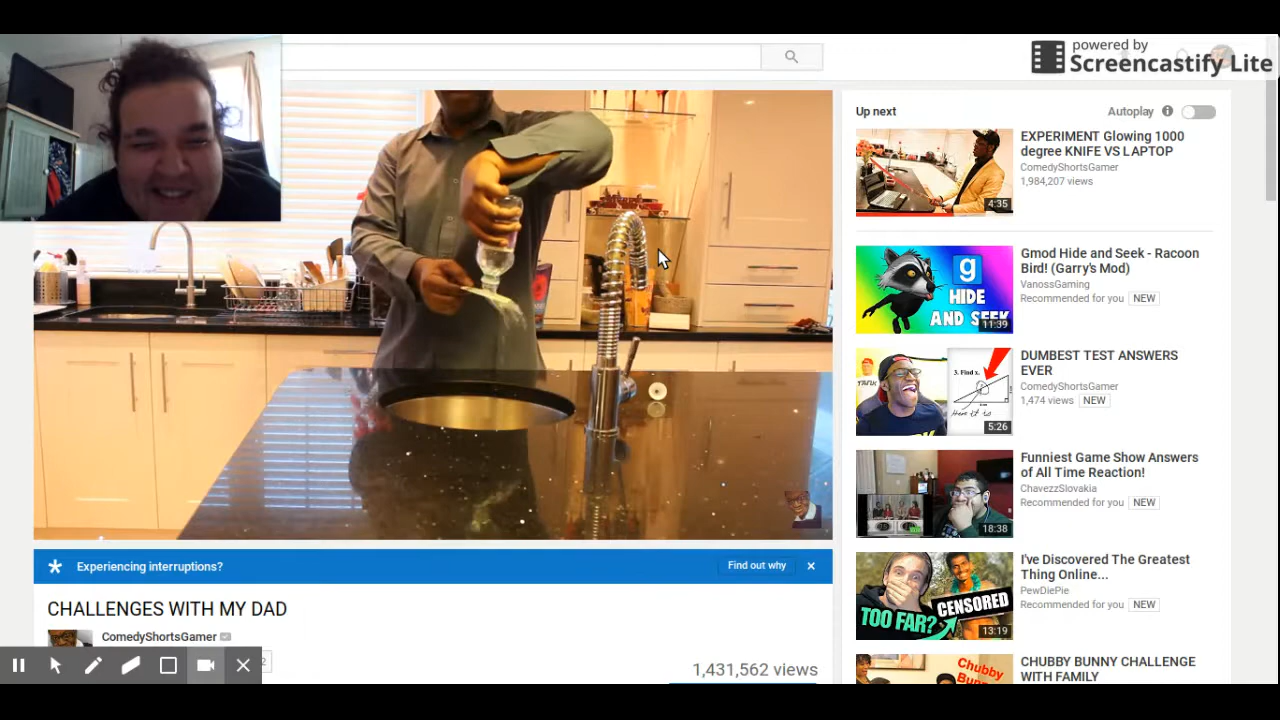 powered by
Screencastify Lite
Up next
Autoplay
EXPERIMENT Glowing 1000
degree KNIFE VS LAPTOP
ComedyShortsGamer
1,984,207 views
4:35
Gmod Hide and Seek - Racoon
Bird! (Garry's Mod)
VanossGaming
Recommended for you NEW
HIDE
AND SEEK
11:39
DUMBEST TEST ANSWERS
EVER
ComedyShortsGamer
1,474 views NEW
3. Find x.
Here it is
5:26
Funniest Game Show Answers
of All Time Reaction!
ChavezzSlovakia
Recommended for you NEW
18:38
I've Discovered The Greatest
Thing Online...
PewDiePie
Recommended for you NEW
TOO FAR?
CENSORED
13:19
CHUBBY BUNNY CHALLENGE
WITH FAMILY
Chubby
Experiencing interruptions?
Find out why
CHALLENGES WITH MY DAD
ComedyShortsGamer
1,431,562 views